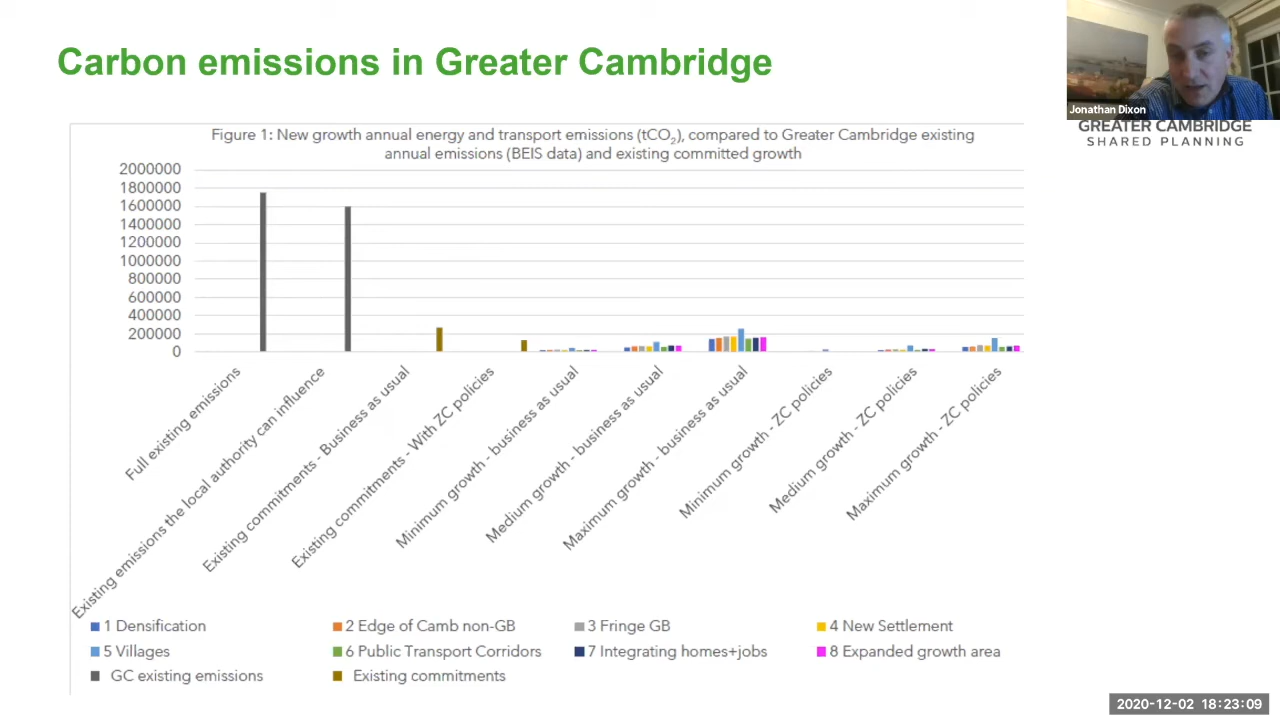 Carbon emissions in Greater Cambridge
Jonathan Dixon
GREATER CAMBRIDGE
SHARED PLANNING
Figure 1: New growth annual energy and transport emissions (tCO₂), compared to Greater Cambridge existing
annual emissions (BEIS data) and existing committed growth
2000000
1800000
1600000
1400000
1200000
1000000
800000
600000
400000
200000
0
Full existing emissions
Existing emissions the local authority can influence
Existing commitments - Business as usual
Existing commitments - With ZC policies
Minimum growth - business as usual
Medium growth - business as usual
Maximum growth - business as usual
Minimum growth - ZC policies
Medium growth - ZC policies
Maximum growth - ZC policies
1 Densification
2 Edge of Camb non-GB
3 Fringe GB
4 New Settlement
5 Villages
6 Public Transport Corridors
7 Integrating homes+jobs
8 Expanded growth area
GC existing emissions
Existing commitments
2020-12-02 18:23:09